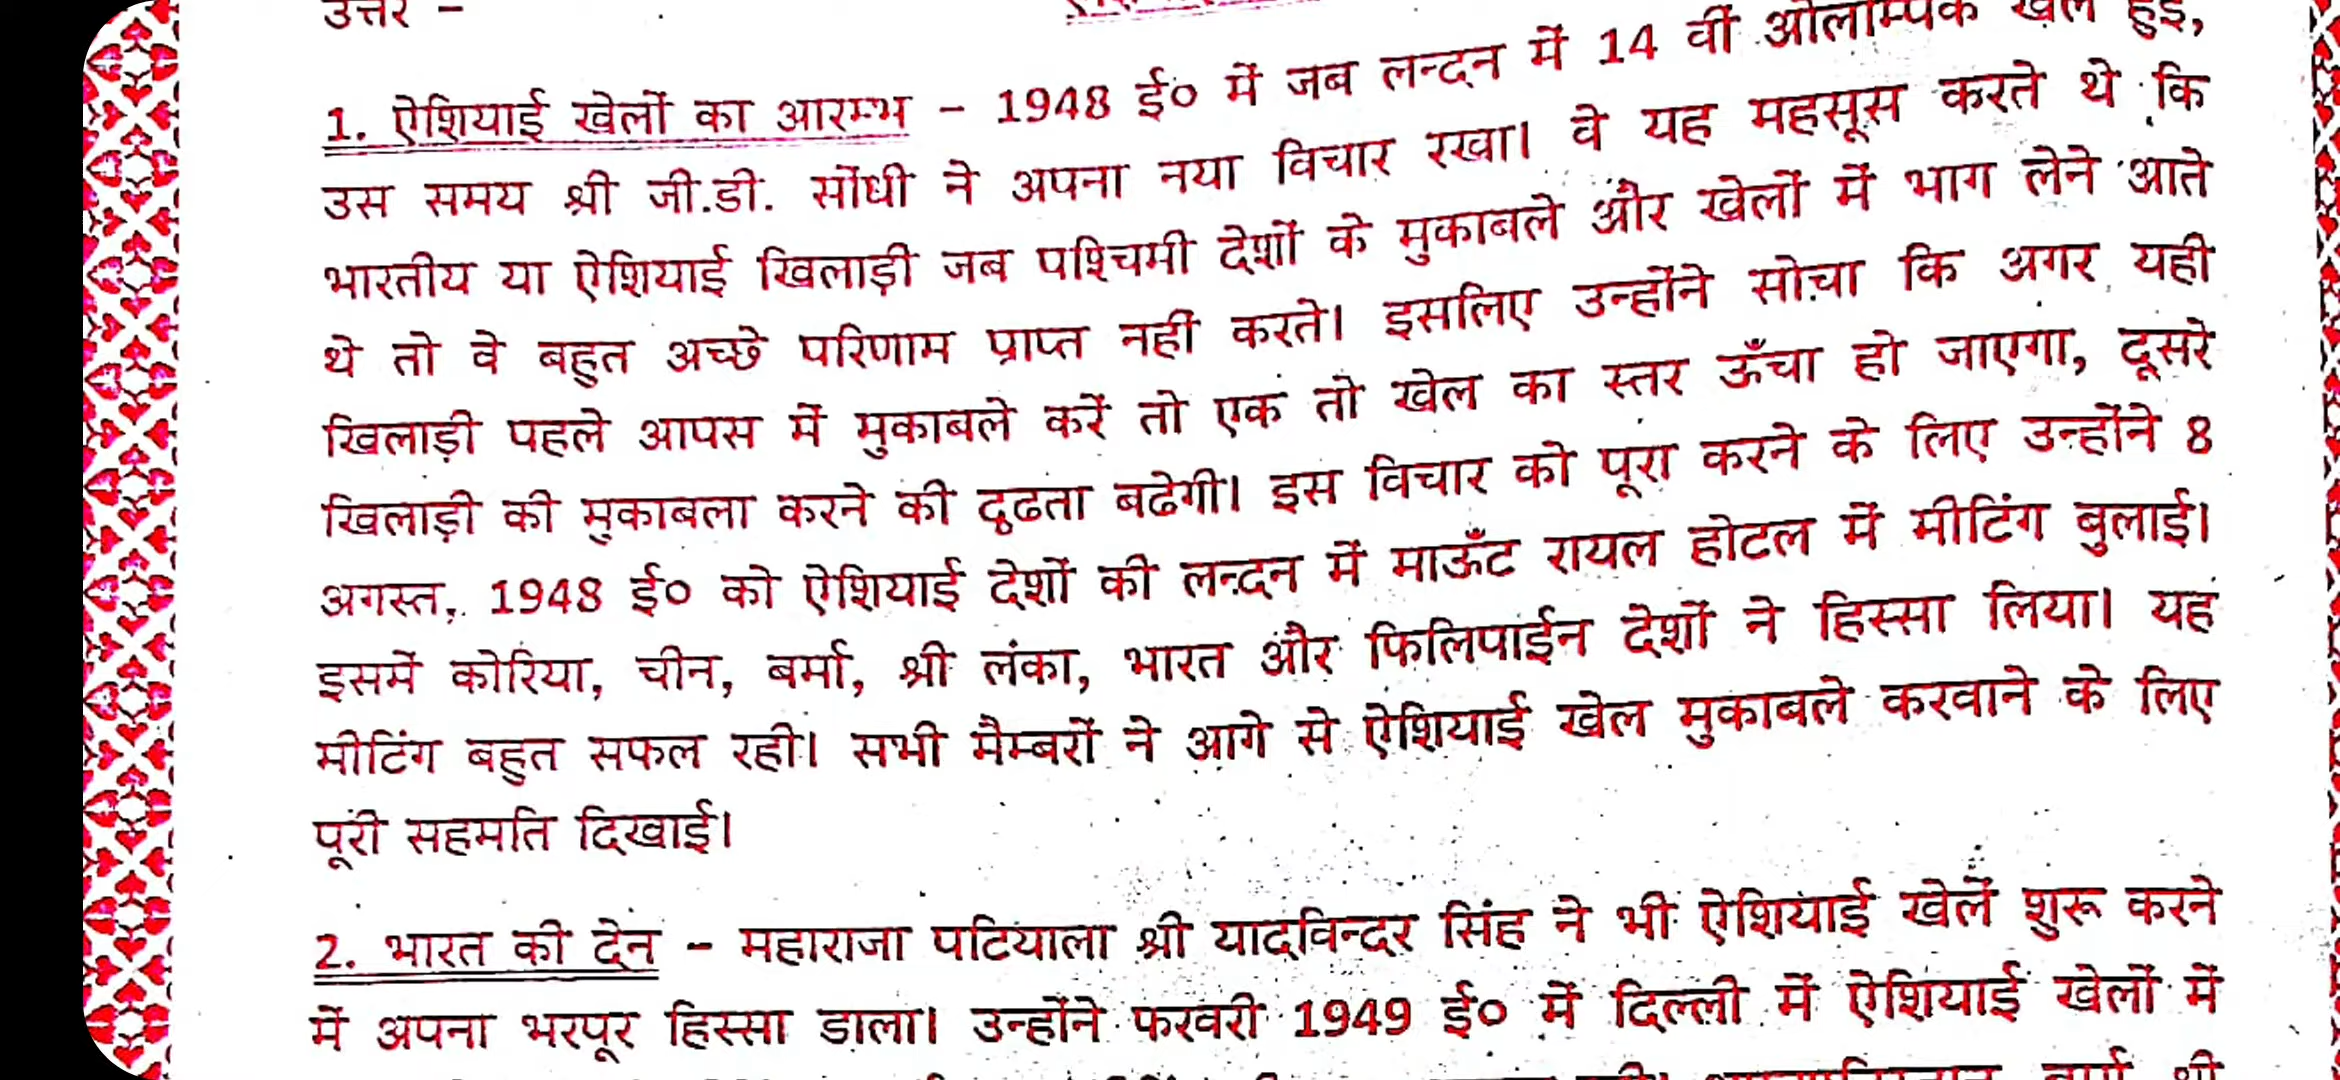 उत्तर –
1. ऐशियाई खेलों का आरम्भ – 1948 ई० में जब लन्दन में 14 वीं ओलम्पिक खेल हुई,
उस समय श्री जी.डी. सोंधी ने अपना नया विचार रखा। वे यह महसूस करते थे कि
भारतीय या ऐशियाई खिलाड़ी जब पश्चिमी देशों के मुकाबले और खेलों में भाग लेने आते
थे तो वे बहुत अच्छे परिणाम प्राप्त नहीं करते। इसलिए उन्होंने सोचा कि अगर यही
खिलाड़ी पहले आपस में मुकाबले करें तो एक तो खेल का स्तर ऊँचा हो जाएगा, दूसरे
खिलाड़ी की मुकाबला करने की दृढता बढेगी। इस विचार को पूरा करने के लिए उन्होंने 8
अगस्त, 1948 ई० को ऐशियाई देशों की लन्दन में माऊँट रायल होटल में मीटिंग बुलाई।
इसमें कोरिया, चीन, बर्मा, श्री लंका, भारत और फिलिपाईन देशों ने हिस्सा लिया। यह
मीटिंग बहुत सफल रही। सभी मैम्बरों ने आगे से ऐशियाई खेल मुकाबले करवाने के लिए
पूरी सहमति दिखाई।
2. भारत की देन – महाराजा पटियाला श्री यादविन्दर सिंह ने भी ऐशियाई खेलें शुरू करने
में अपना भरपूर हिस्सा डाला। उन्होंने फरवरी 1949 ई० में दिल्ली में ऐशियाई खेलों में